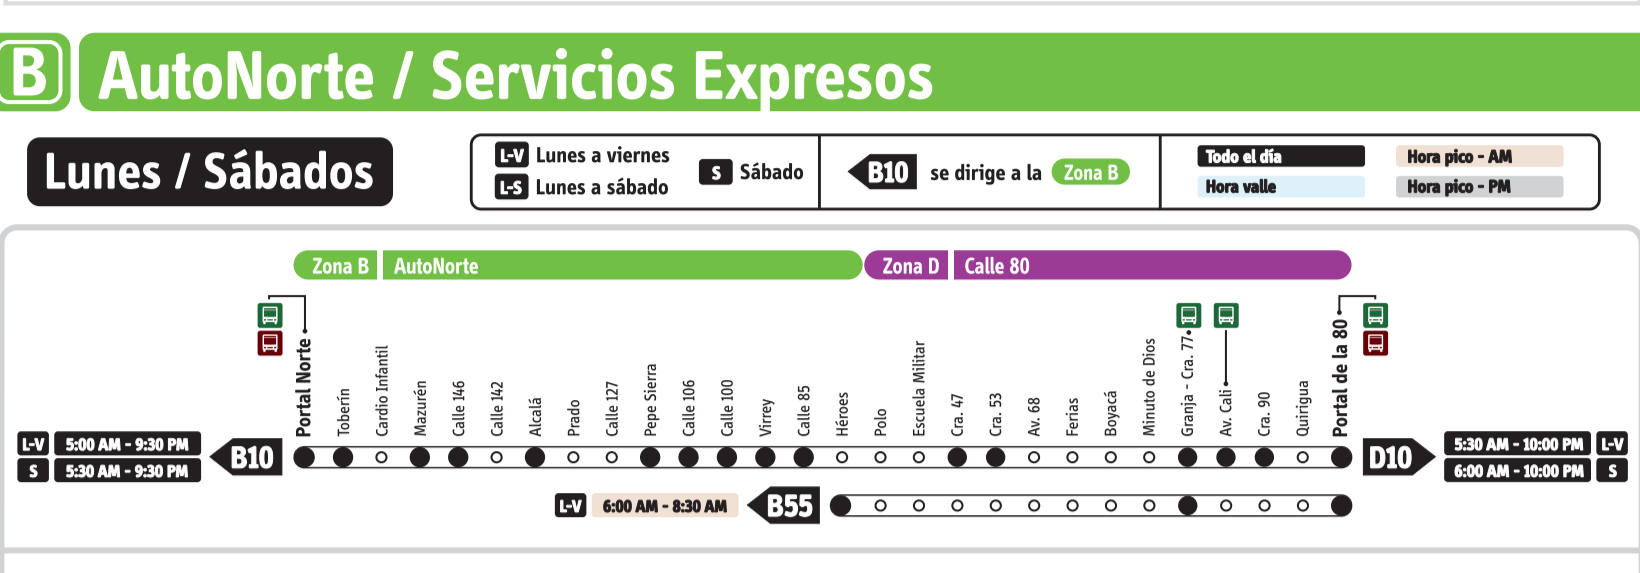 B AutoNorte / Servicios Expresos
Lunes / Sábados
L-V Lunes a viernes
L-S Lunes a sábado
S Sábado
B10 se dirige a la Zona B
Todo el día
Hora valle
Hora pico - AM
Hora pico - PM
Zona B AutoNorte
Zona D Calle 80
Portal Norte
Toberín
Cardio Infantil
Mazurén
Calle 146
Calle 142
Alcalá
Prado
Calle 127
Pepe Sierra
Calle 106
Calle 100
Virrey
Calle 85
Héroes
Polo
Escuela Militar
Cra. 47
Cra. 53
Av. 68
Ferias
Boyacá
Minuto de Dios
Granja - Cra. 77
Av. Cali
Cra. 90
Quirigua
Portal de la 80
L-V 5:00 AM - 9:30 PM
S 5:30 AM - 9:30 PM
B10
D10
5:30 AM - 10:00 PM L-V
6:00 AM - 10:00 PM S
L-V 6:00 AM - 8:30 AM B55